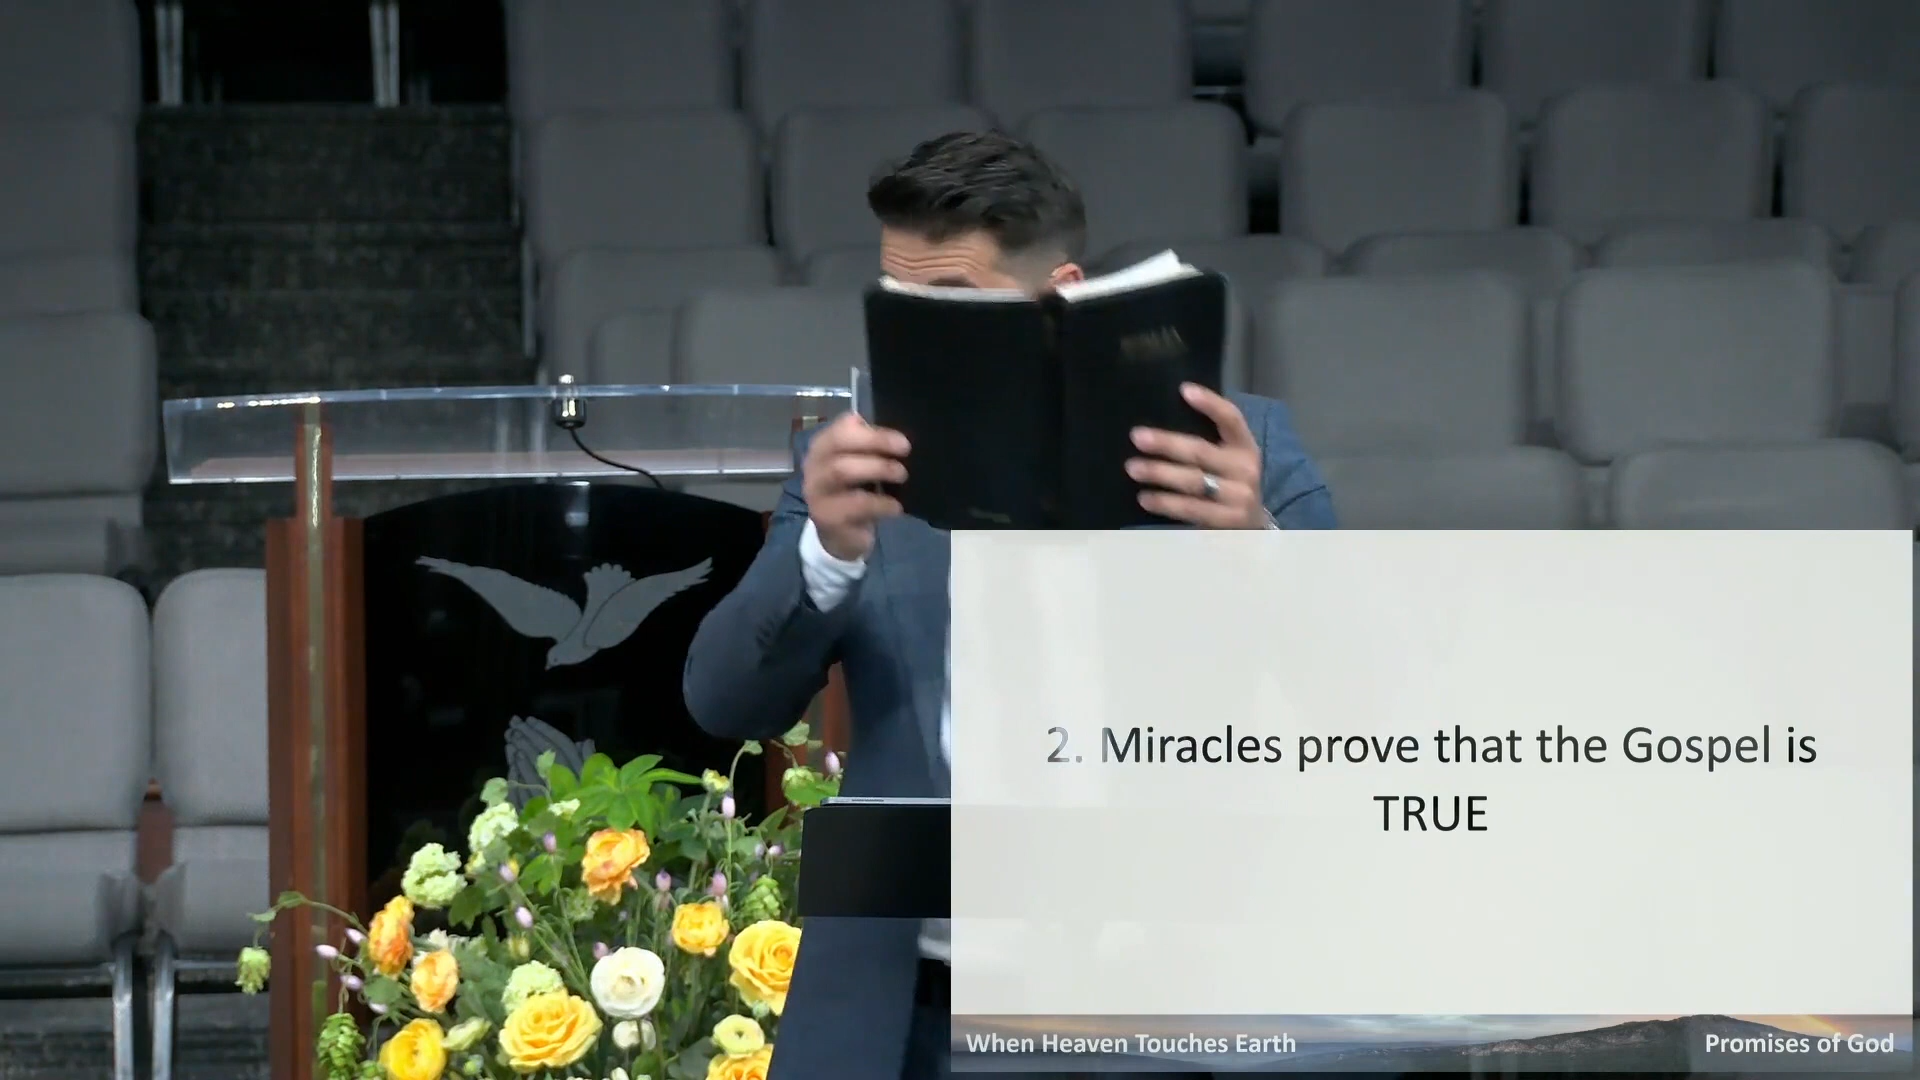 2. Miracles prove that the Gospel is
TRUE
When Heaven Touches Earth
Promises of God